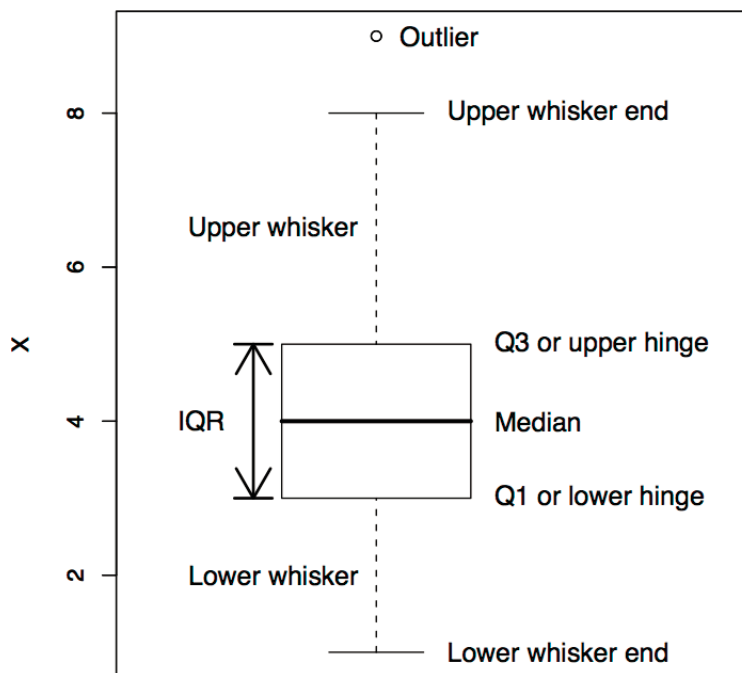 Outlier
8
Upper whisker end
Upper whisker
6
X
Q3 or upper hinge
4
IQR
Median
Q1 or lower hinge
2
Lower whisker
Lower whisker end